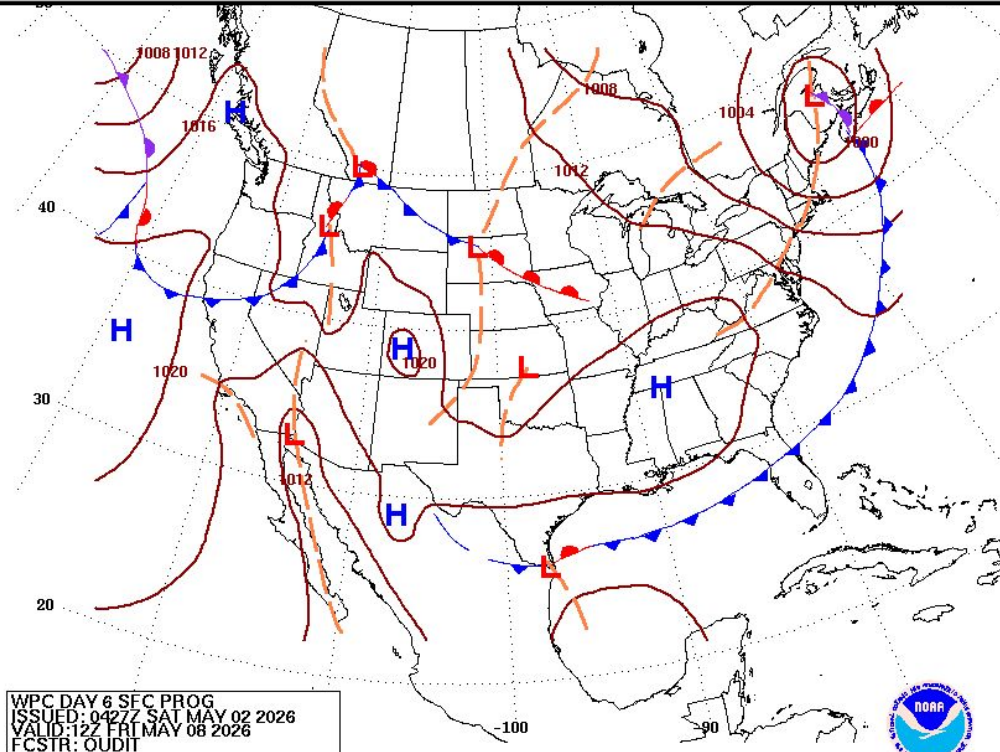 1008 1012
H
1016
L
1008
1004
L
1000
1012
40
L
L
H
1020
H
1020
L
H
30
L
1012
H
L
20
-100
-90
WPC DAY 6 SFC PROG
ISSUED: 0427Z SAT MAY 02 2026
VALID:12Z FRI MAY 08 2026
FCSTR: OUDIT
NOAA